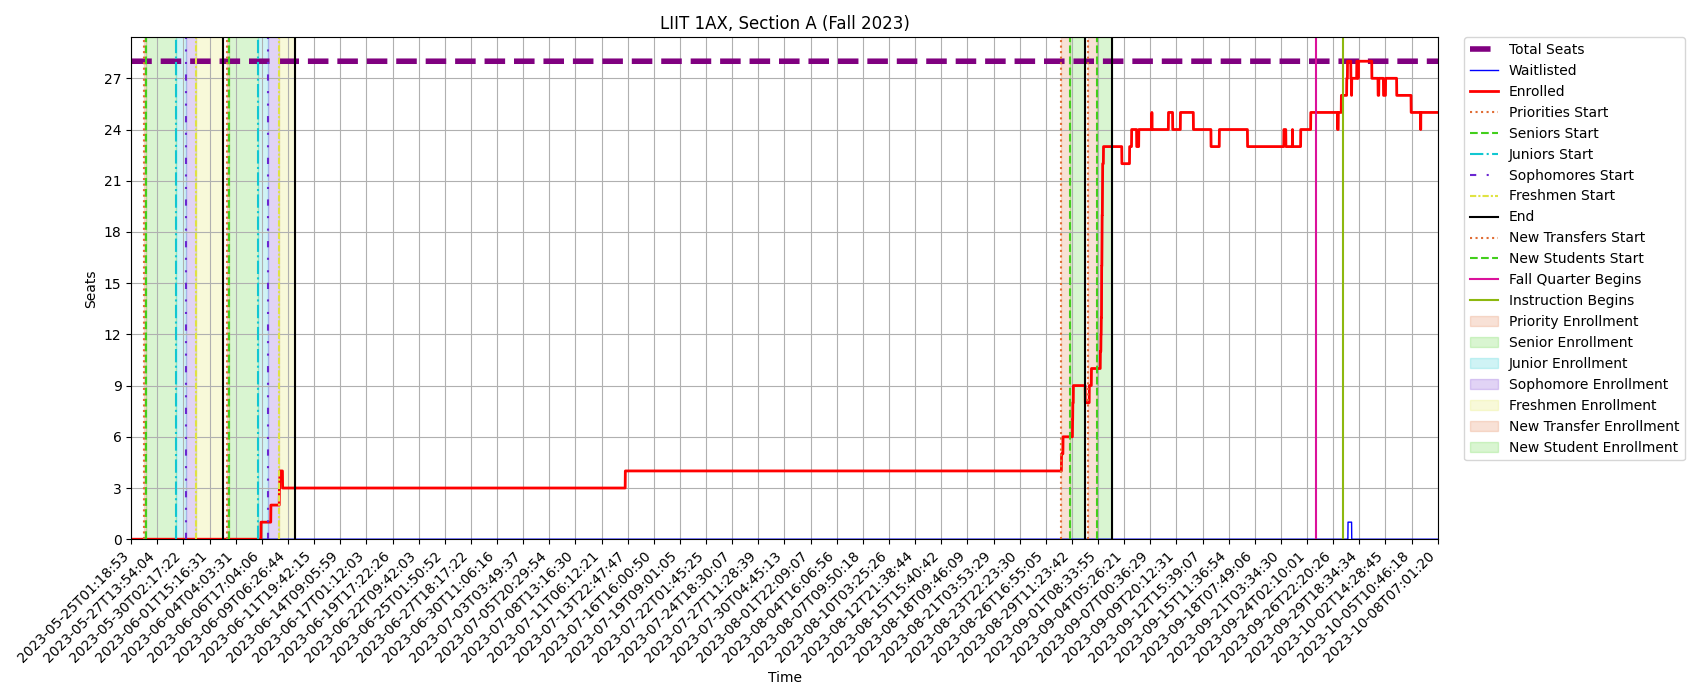 LIIT 1AX, Section A (Fall 2023)
Seats
27
24
21
18
15
12
9
6
3
0
2023-05-25T01:18:53
2023-05-27T13:54:04
2023-05-30T02:17:22
2023-06-01T15:16:31
2023-06-04T04:03:31
2023-06-06T17:04:06
2023-06-09T06:26:44
2023-06-11T19:42:15
2023-06-14T09:05:59
2023-06-17T01:12:03
2023-06-19T17:22:26
2023-06-22T09:42:03
2023-06-25T01:50:52
2023-06-27T18:17:22
2023-06-30T11:06:16
2023-07-03T03:49:37
2023-07-05T20:29:54
2023-07-08T13:16:30
2023-07-11T06:12:21
2023-07-13T22:47:47
2023-07-16T16:00:50
2023-07-19T09:01:05
2023-07-22T01:45:25
2023-07-24T18:30:07
2023-07-27T11:28:39
2023-07-30T04:45:13
2023-08-01T22:09:07
2023-08-04T16:06:56
2023-08-07T09:50:18
2023-08-10T03:25:26
2023-08-12T21:38:44
2023-08-15T15:40:42
2023-08-18T09:46:09
2023-08-21T03:53:29
2023-08-23T22:23:30
2023-08-26T16:55:05
2023-08-29T11:23:42
2023-09-01T08:33:55
2023-09-04T05:26:21
2023-09-07T00:36:29
2023-09-09T20:12:31
2023-09-12T15:39:07
2023-09-15T11:36:54
2023-09-18T07:49:06
2023-09-21T03:34:30
2023-09-24T02:10:01
2023-09-26T22:20:26
2023-09-29T18:34:34
2023-10-02T14:28:45
2023-10-05T10:46:18
2023-10-08T07:01:20
Time
Total Seats
Waitlisted
Enrolled
Priorities Start
Seniors Start
Juniors Start
Sophomores Start
Freshmen Start
End
New Transfers Start
New Students Start
Fall Quarter Begins
Instruction Begins
Priority Enrollment
Senior Enrollment
Junior Enrollment
Sophomore Enrollment
Freshmen Enrollment
New Transfer Enrollment
New Student Enrollment